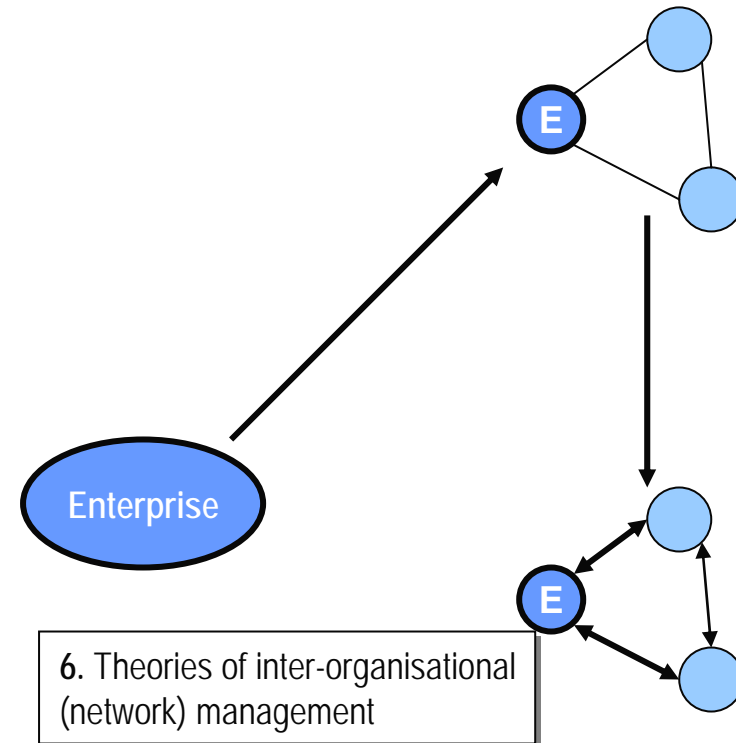 E
Enterprise
E
6. Theories of inter-organisational
(network) management